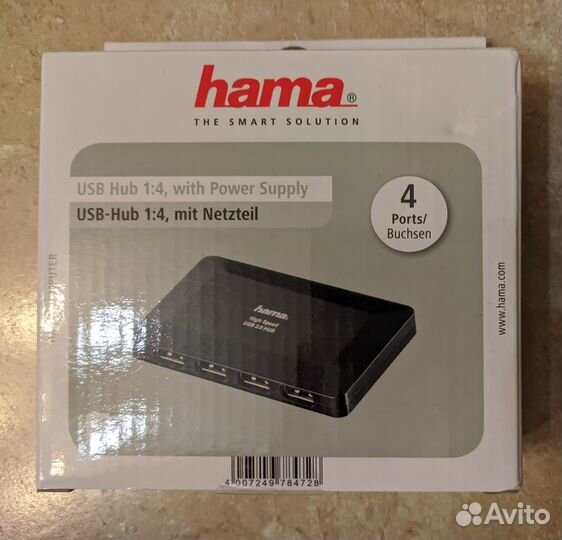 hama®
THE SMART SOLUTION
USB Hub 1:4, with Power Supply
USB-Hub 1:4, mit Netzteil
4
Ports/
Buchsen
hama®
High-Speed
USB 2.0 HUB
www.hama.com
4 007249 784728
Avito